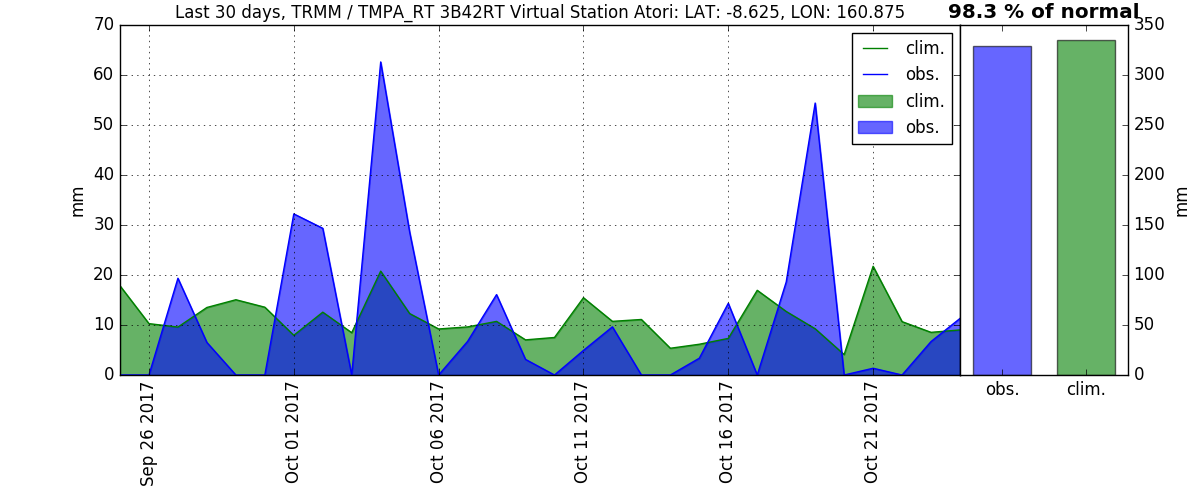 Last 30 days, TRMM / TMPA_RT 3B42RT Virtual Station Atori: LAT: -8.625, LON: 160.875
98.3 % of normal
70
60
50
40
30
20
10
0
mm
clim.
obs.
clim.
obs.
350
300
250
200
150
100
50
0
mm
Sep 26 2017
Oct 01 2017
Oct 06 2017
Oct 11 2017
Oct 16 2017
Oct 21 2017
obs.
clim.